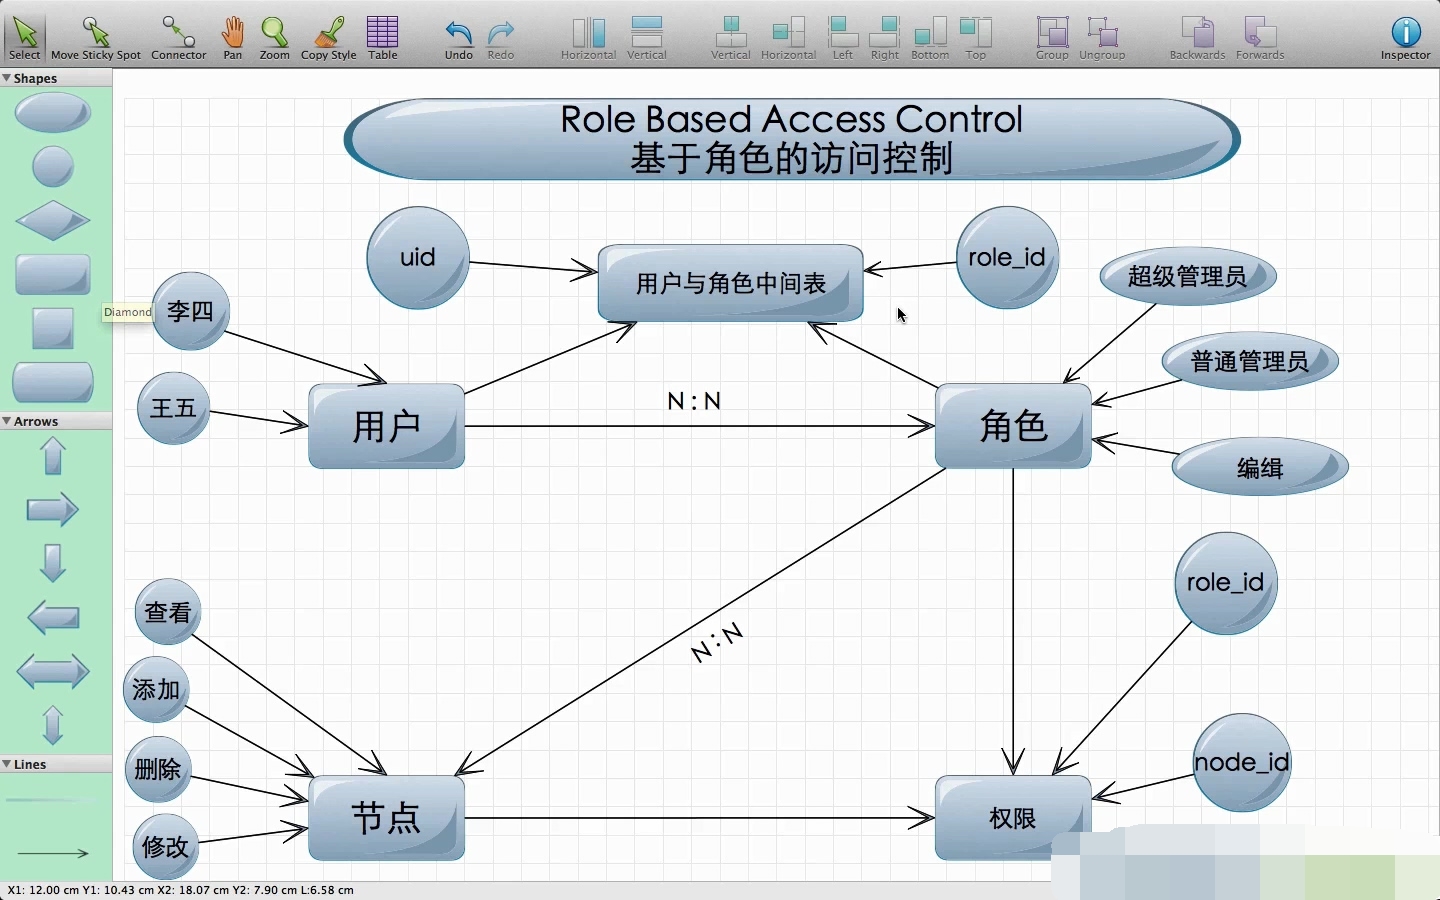 Select
Move Sticky Spot
Connector
Pan
Zoom
Copy Style
Table
Undo
Redo
Horizontal
Vertical
Vertical
Horizontal
Left
Right
Bottom
Top
Group
Ungroup
Backwards
Forwards
Inspector
Shapes
Role Based Access Control
基于角色的访问控制
uid
用户与角色中间表
role_id
超级管理员
Diamond
李四
普通管理员
王五
用户
N : N
角色
Arrows
编缉
role_id
查看
N : N
添加
node_id
Lines
删除
节点
权限
修改
X1: 12.00 cm Y1: 10.43 cm X2: 18.07 cm Y2: 7.90 cm L:6.58 cm